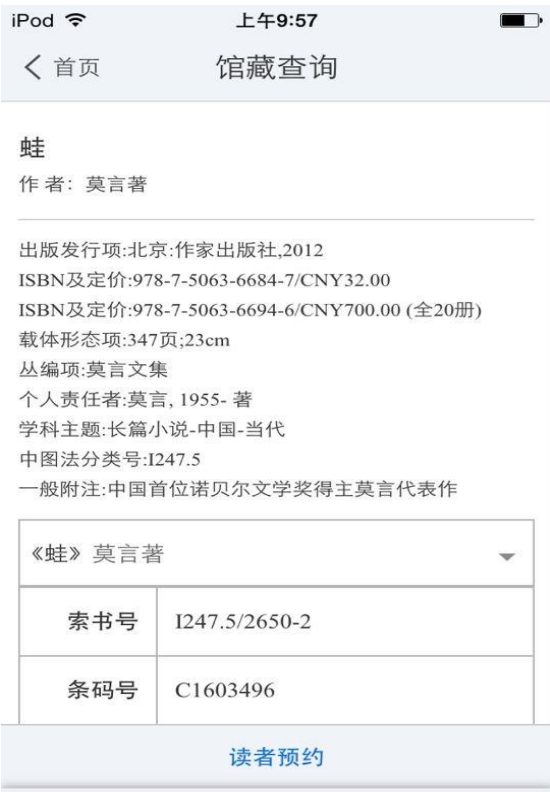 iPod 上午9:57
首页 馆藏查询
蛙
作 者: 莫言著
出版发行项:北京:作家出版社,2012
ISBN及定价:978-7-5063-6684-7/CNY32.00
ISBN及定价:978-7-5063-6694-6/CNY700.00 (全20册)
载体形态项:347页;23cm
丛编项:莫言文集
个人责任者:莫言, 1955- 著
学科主题:长篇小说-中国-当代
中图法分类号:I247.5
一般附注:中国首位诺贝尔文学奖得主莫言代表作
《蛙》 莫言著
索书号 I247.5/2650-2
条码号 C1603496
读者预约